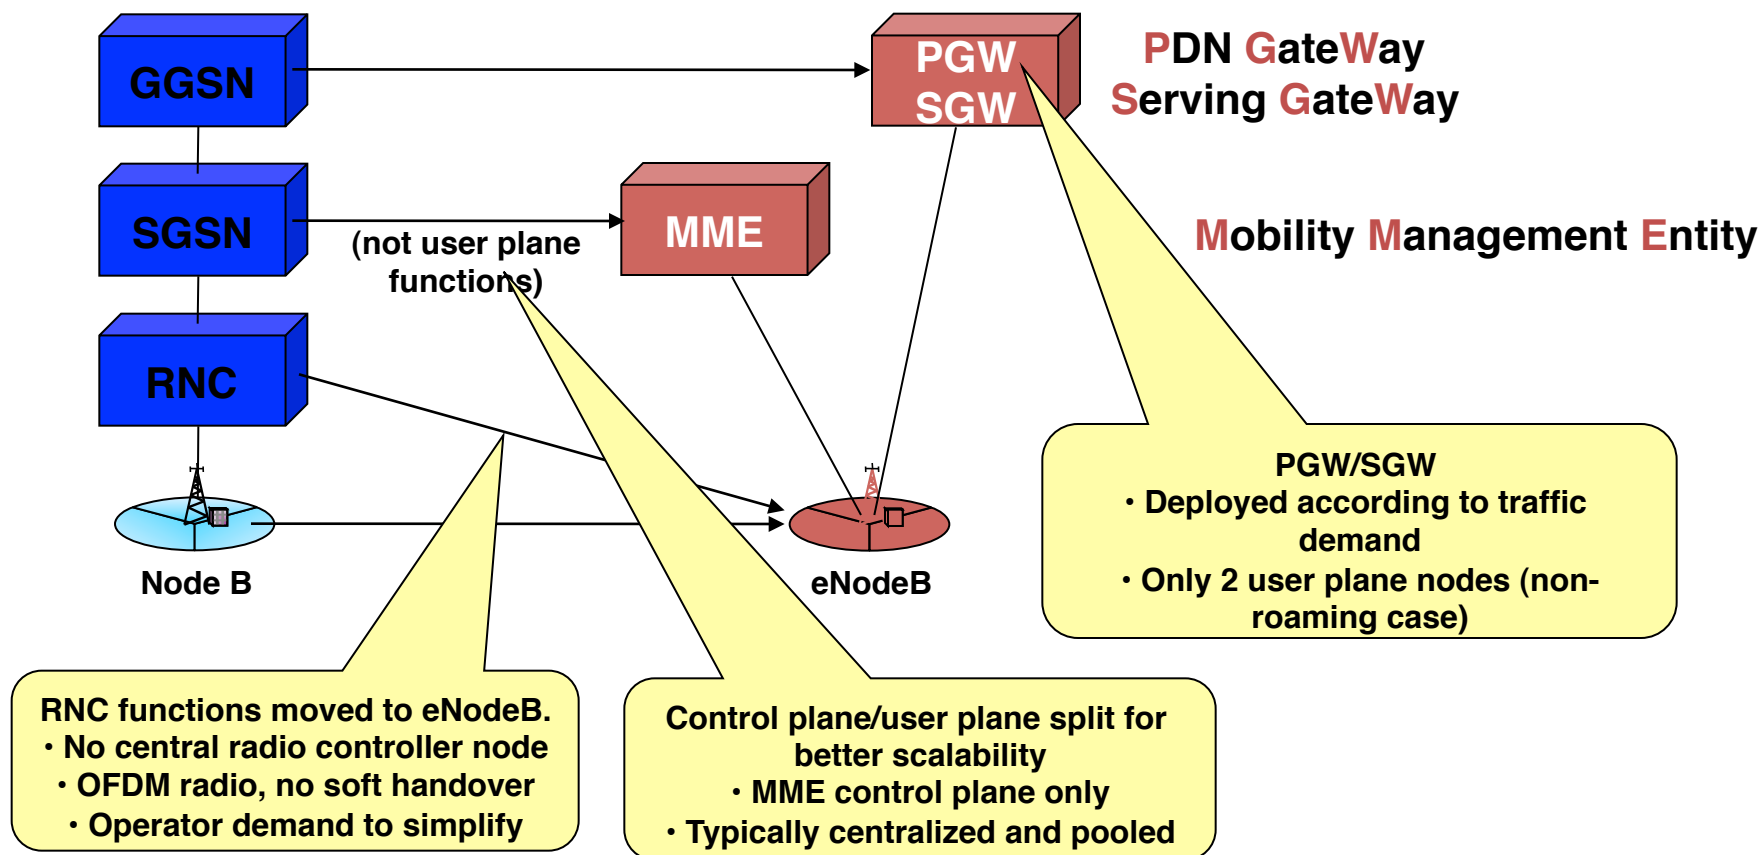 GGSN
PGW
SGW
PDN GateWay
Serving GateWay
SGSN
(not user plane
functions)
MME
Mobility Management Entity
RNC
Node B
eNodeB
PGW/SGW
• Deployed according to traffic
demand
• Only 2 user plane nodes (non-
roaming case)
RNC functions moved to eNodeB.
• No central radio controller node
• OFDM radio, no soft handover
• Operator demand to simplify
Control plane/user plane split for
better scalability
• MME control plane only
• Typically centralized and pooled